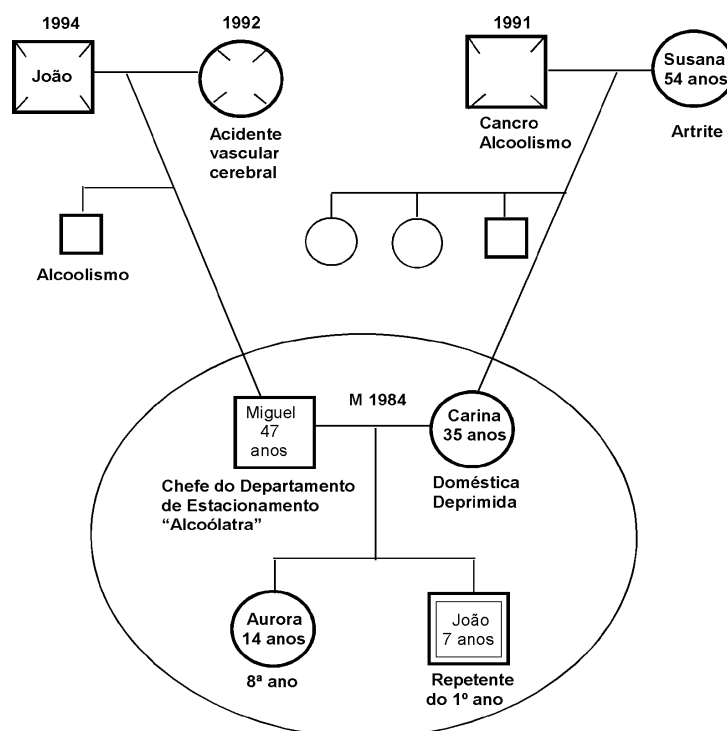 1994
1992
1991
João
Susana
54 anos
Acidente
vascular
cerebral
Cancro
Alcoolismo
Artrite
Alcoolismo
M 1984
Miguel
47
anos
Carina
35 anos
Chefe do Departamento
de Estacionamento
“Alcoólatra”
Doméstica
Deprimida
Aurora
14 anos
João
7 anos
8ª ano
Repetente
do 1º ano